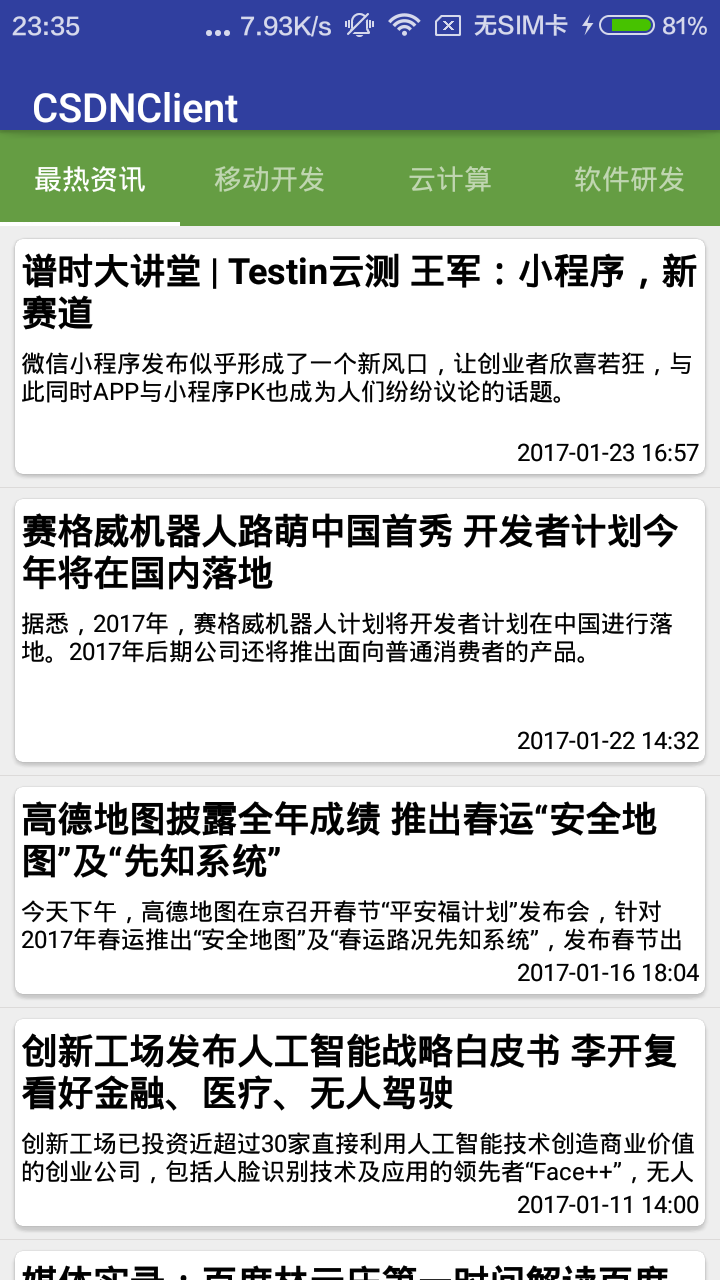 23:35 ... 7.93K/s 无SIM卡 81%
CSDNClient
最热资讯 移动开发 云计算 软件研发
谱时大讲堂 | Testin云测 王军：小程序，新
赛道
微信小程序发布似乎形成了一个新风口，让创业者欣喜若狂，与
此同时APP与小程序PK也成为人们纷纷议论的话题。
2017-01-23 16:57
赛格威机器人路萌中国首秀 开发者计划今
年将在国内落地
据悉，2017年，赛格威机器人计划将开发者计划在中国进行落
地。2017年后期公司还将推出面向普通消费者的产品。
2017-01-22 14:32
高德地图披露全年成绩 推出春运“安全地
图”及“先知系统”
今天下午，高德地图在京召开春节“平安福计划”发布会，针对
2017年春运推出“安全地图”及“春运路况先知系统”，发布春节出
2017-01-16 18:04
创新工场发布人工智能战略白皮书 李开复
看好金融、医疗、无人驾驶
创新工场已投资近超过30家直接利用人工智能技术创造商业价值
的创业公司，包括人脸识别技术及应用的领先者“Face++”，无人
2017-01-11 14:00
媒体实录：百度林元庆第一时间解读百度